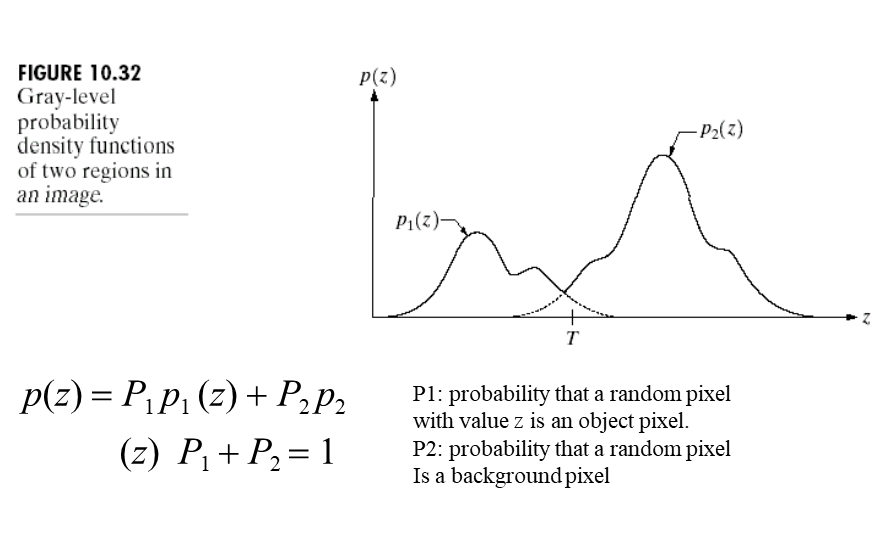 FIGURE 10.32
Gray-level
probability
density functions
of two regions in
an image.
p(z)
p₂(z)
p₁(z)
z
T
p(z) = P₁p₁(z) + P₂p₂
(z) P₁ + P₂ = 1
P1: probability that a random pixel
with value z is an object pixel.
P2: probability that a random pixel
Is a background pixel